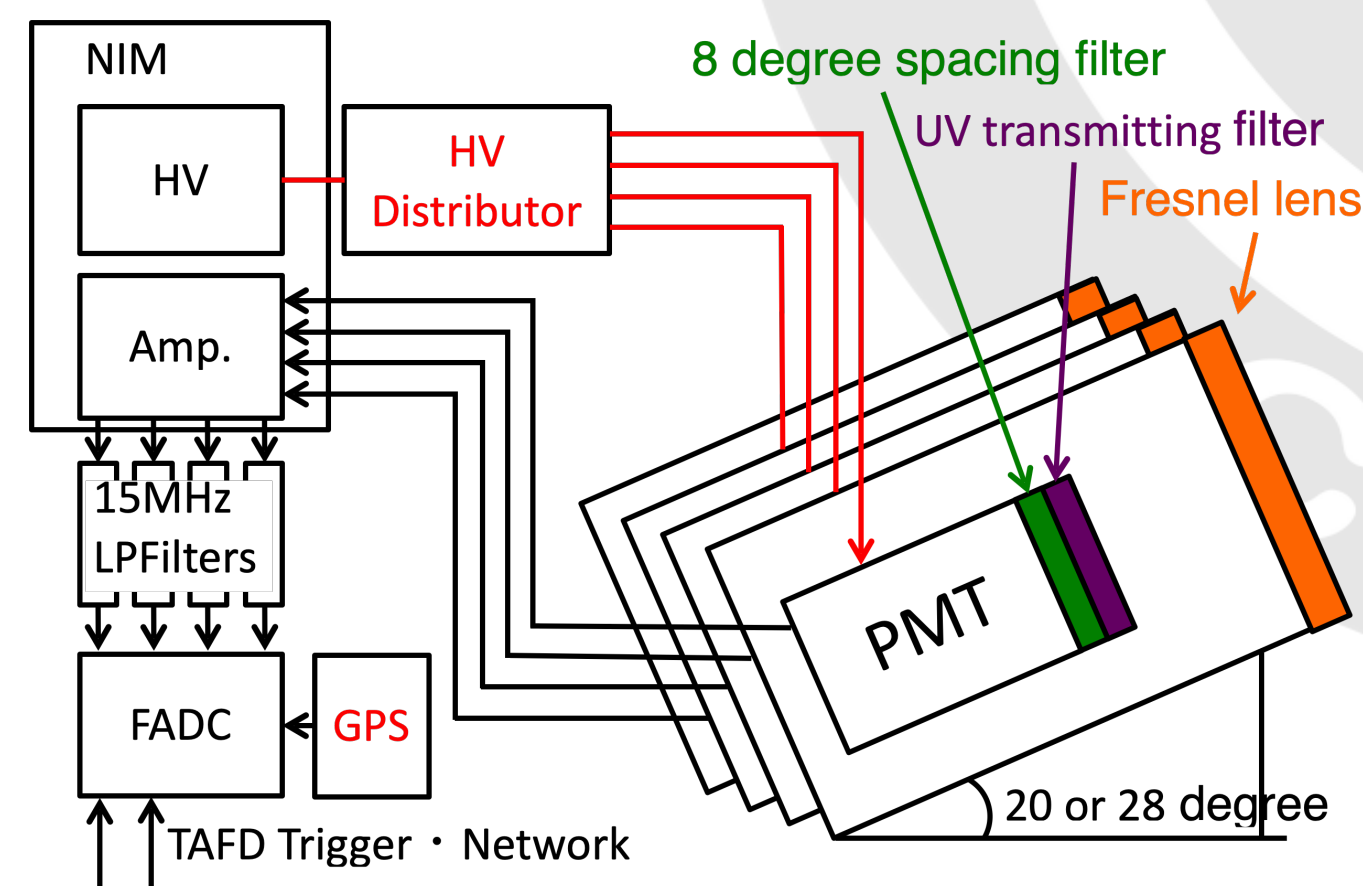 NIM
8 degree spacing filter
UV transmitting filter
Fresnel lens
HV
HV
Distributor
Amp.
15MHz
LPFilters
PMT
FADC
GPS
20 or 28 degree
TAFD Trigger・Network